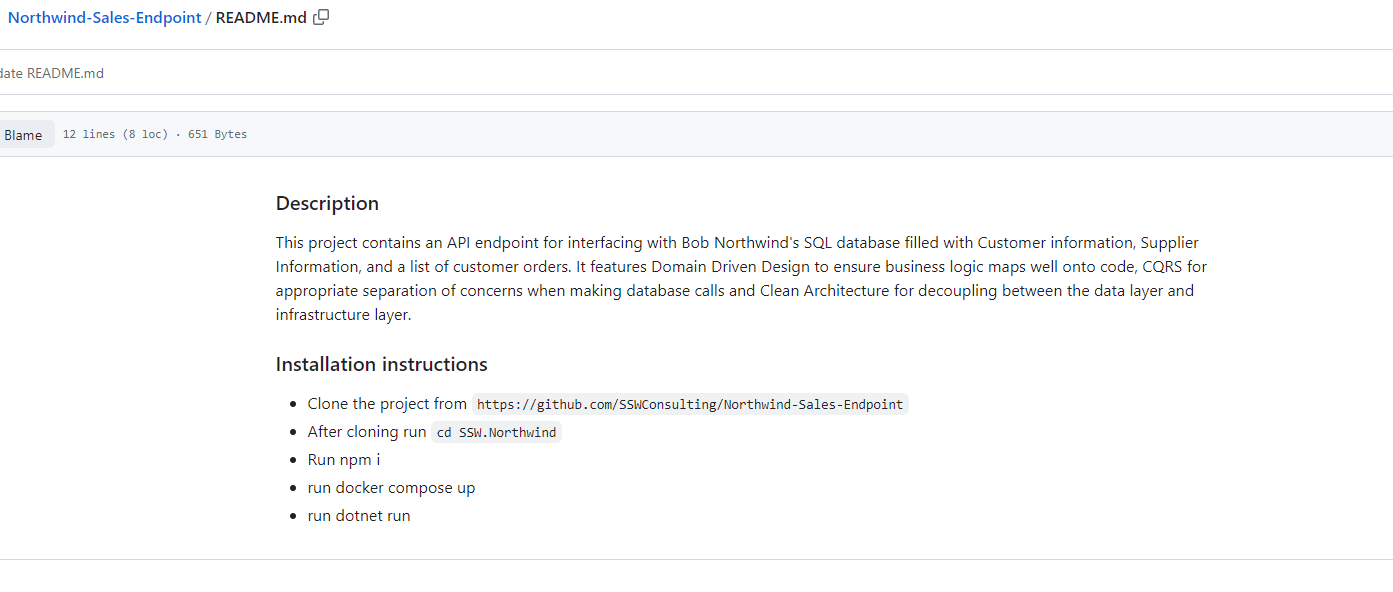 Northwind-Sales-Endpoint / README.md
date README.md
Blame 12 lines (8 loc) · 651 Bytes
Description
This project contains an API endpoint for interfacing with Bob Northwind's SQL database filled with Customer information, Supplier
Information, and a list of customer orders. It features Domain Driven Design to ensure business logic maps well onto code, CQRS for
appropriate separation of concerns when making database calls and Clean Architecture for decoupling between the data layer and
infrastructure layer.
Installation instructions
• Clone the project from https://github.com/SSWConsulting/Northwind-Sales-Endpoint
• After cloning run cd SSW.Northwind
• Run npm i
• run docker compose up
• run dotnet run